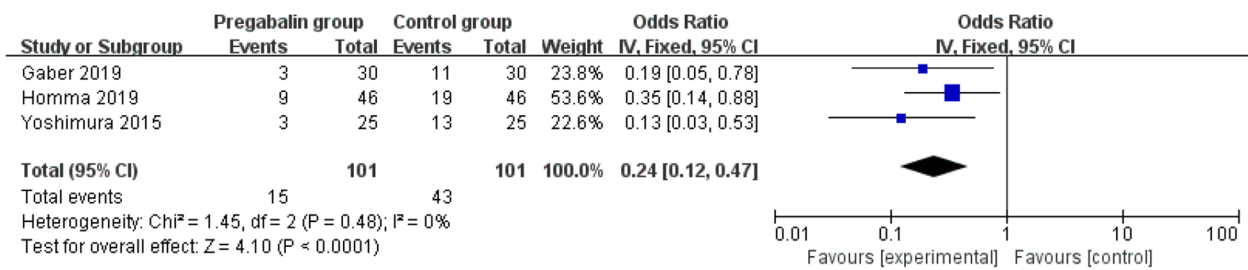 Pregabalin group Control group Odds Ratio Odds Ratio
Study or Subgroup Events Total Events Total Weight IV, Fixed, 95% CI IV, Fixed, 95% CI
Gaber 2019 3 30 11 30 23.8% 0.19 [0.05, 0.78]
Homma 2019 9 46 19 46 53.6% 0.35 [0.14, 0.88]
Yoshimura 2015 3 25 13 25 22.6% 0.13 [0.03, 0.53]
Total (95% CI) 101 101 100.0% 0.24 [0.12, 0.47]
Total events 15 43
Heterogeneity: Chi² = 1.45, df = 2 (P = 0.48); I² = 0%
Test for overall effect: Z = 4.10 (P < 0.0001)
0.01 0.1 1 10 100
Favours [experimental] Favours [control]